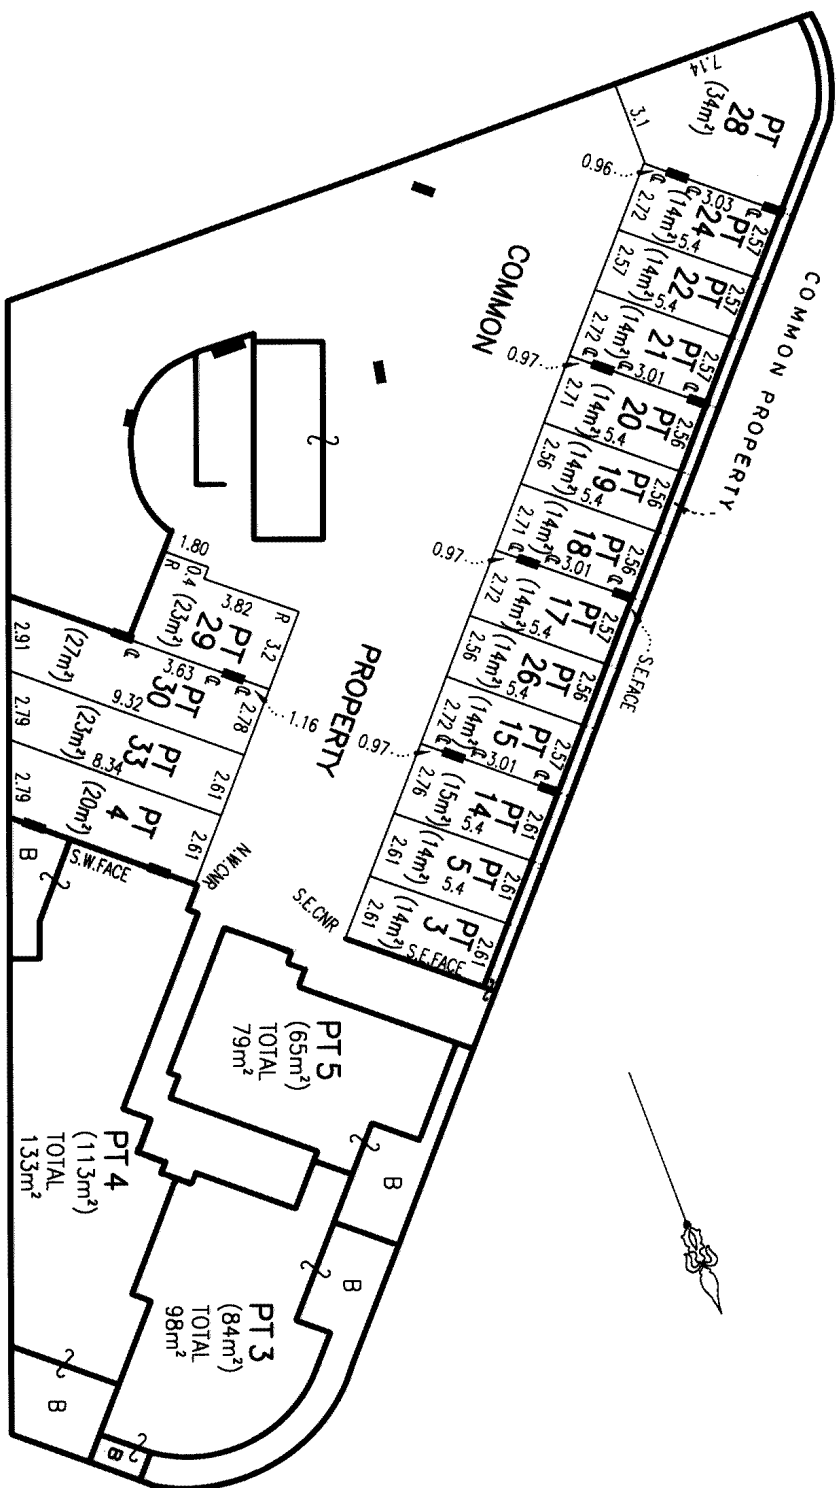 7.14
PT
28
(34m²)
3.1
0.96
℄
℄
℄
3.03
2.57
PT
24
(14m²)
2.72
5.4
2.57
PT
22
(14m²)
2.57
5.4
2.57
PT
21
(14m²)
2.72
℄
℄
℄
3.01
0.97
2.56
PT
20
(14m²)
2.71
5.4
2.56
PT
19
(14m²)
2.56
5.4
2.56
PT
18
(14m²)
2.71
℄
℄
℄
3.01
0.97
2.57
PT
17
(14m²)
2.72
5.4
2.56
PT
26
(14m²)
2.56
5.4
2.57
PT
15
(14m²)
2.72
℄
℄
℄
3.01
0.97
2.61
PT
14
(15m²)
2.76
5.4
2.61
PT
5
(14m²)
2.61
5.4
2.61
PT
3
(14m²)
2.61
S.E.FACE
S.E.CNR
COMMON PROPERTY
S.E.FACE
COMMON
PROPERTY
1.80
R
0.4
3.82
R
3.2
PT
29
(23m²)
℄
3.63
℄
℄
1.16
2.78
PT
30
(27m²)
2.91
9.32
2.61
PT
33
(23m²)
2.79
8.34
2.61
PT
4
(20m²)
2.79
N.W.CNR
S.W.FACE
B
PT 5
(65m²)
TOTAL
79m²
B
PT 4
(113m²)
TOTAL
133m²
B
PT 3
(84m²)
TOTAL
98m²
B
B